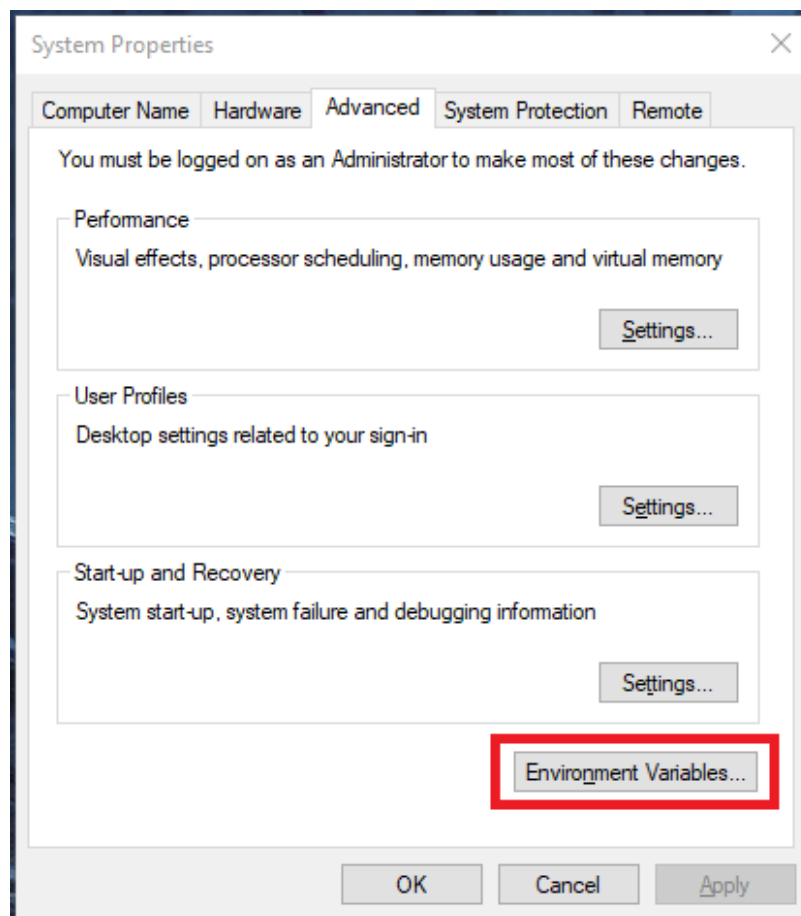 System Properties
Computer Name Hardware Advanced System Protection Remote
You must be logged on as an Administrator to make most of these changes.
Performance
Visual effects, processor scheduling, memory usage and virtual memory
Settings...
User Profiles
Desktop settings related to your sign-in
Settings...
Start-up and Recovery
System start-up, system failure and debugging information
Settings...
Environment Variables...
OK Cancel Apply